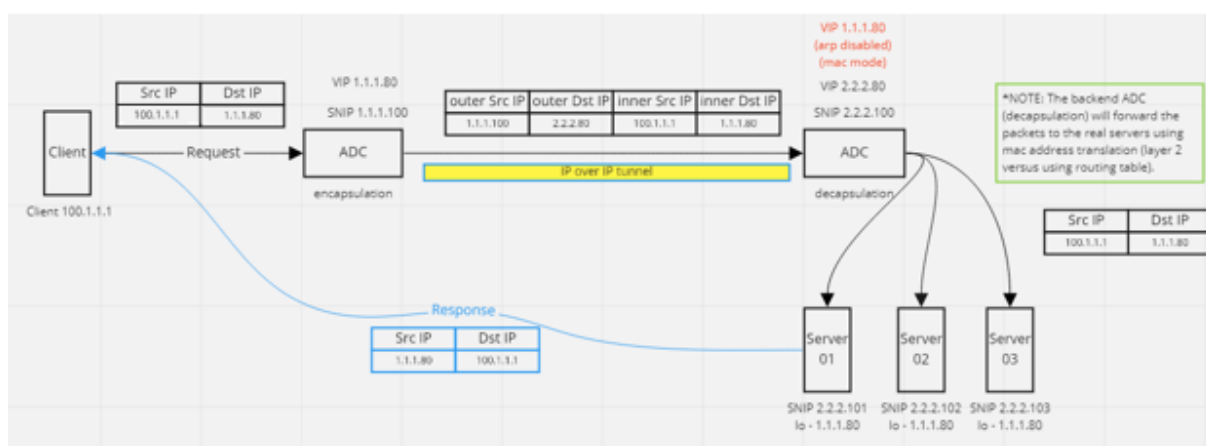 VIP 1.1.1.80
(arp disabled)
(mac mode)
VIP 1.1.1.80
VIP 2.2.2.80
Src IP Dst IP
100.1.1.1 1.1.1.80
SNIP 1.1.1.100
outer Src IP outer Dst IP inner Src IP inner Dst IP
1.1.1.100 2.2.2.80 100.1.1.1 1.1.1.80
SNIP 2.2.2.100
*NOTE: The backend ADC
(decapsulation) will forward the
packets to the real servers using
mac address translation (layer 2
versus using routing table).
Client
Request
ADC
ADC
IP over IP tunnel
encapsulation
decapsulation
Client 100.1.1.1
Src IP Dst IP
100.1.1.1 1.1.1.80
Response
Src IP Dst IP
1.1.1.80 100.1.1.1
Server
01
Server
02
Server
03
SNIP 2.2.2.101
lo - 1.1.1.80
SNIP 2.2.2.102
lo - 1.1.1.80
SNIP 2.2.2.103
lo - 1.1.1.80